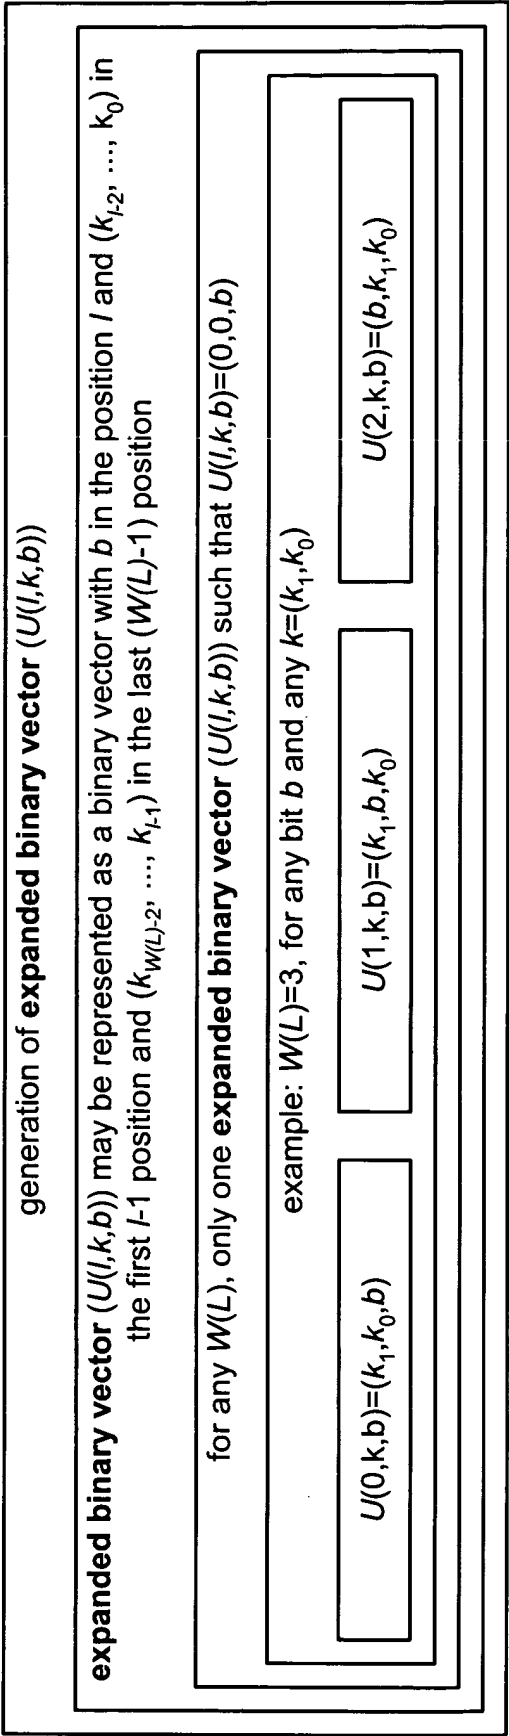 generation of expanded binary vector (U(l,k,b))
expanded binary vector (U(l,k,b)) may be represented as a binary vector with b in the position l and (k_{l-2}, ..., k_0) in
the first l-1 position and (k_{W(L)-2}, ..., k_{l-1}) in the last (W(L)-1) position
for any W(L), only one expanded binary vector (U(l,k,b)) such that U(l,k,b)=(0,0,b)
example: W(L)=3, for any bit b and any k=(k_1,k_0)
U(0,k,b)=(k_1,k_0,b)
U(1,k,b)=(k_1,b,k_0)
U(2,k,b)=(b,k_1,k_0)